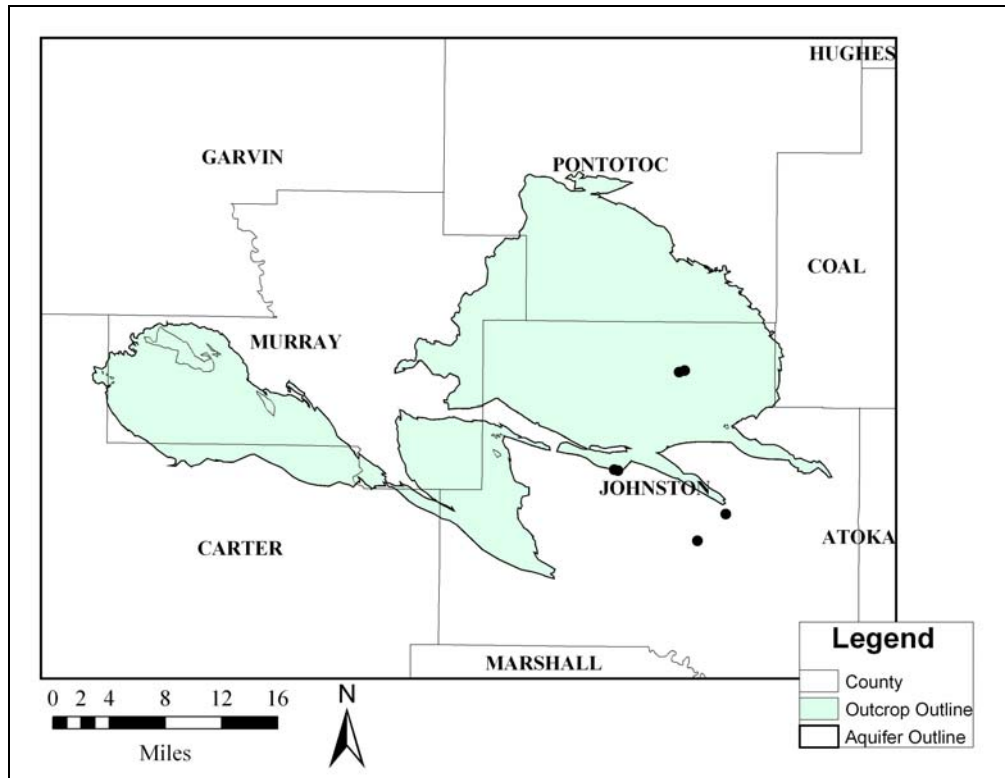 HUGHES
GARVIN
PONTOTOC
COAL
MURRAY
JOHNSTON
CARTER
ATOKA
MARSHALL
Legend
County
Outcrop Outline
Aquifer Outline
0 2 4 8 12 16
Miles
N